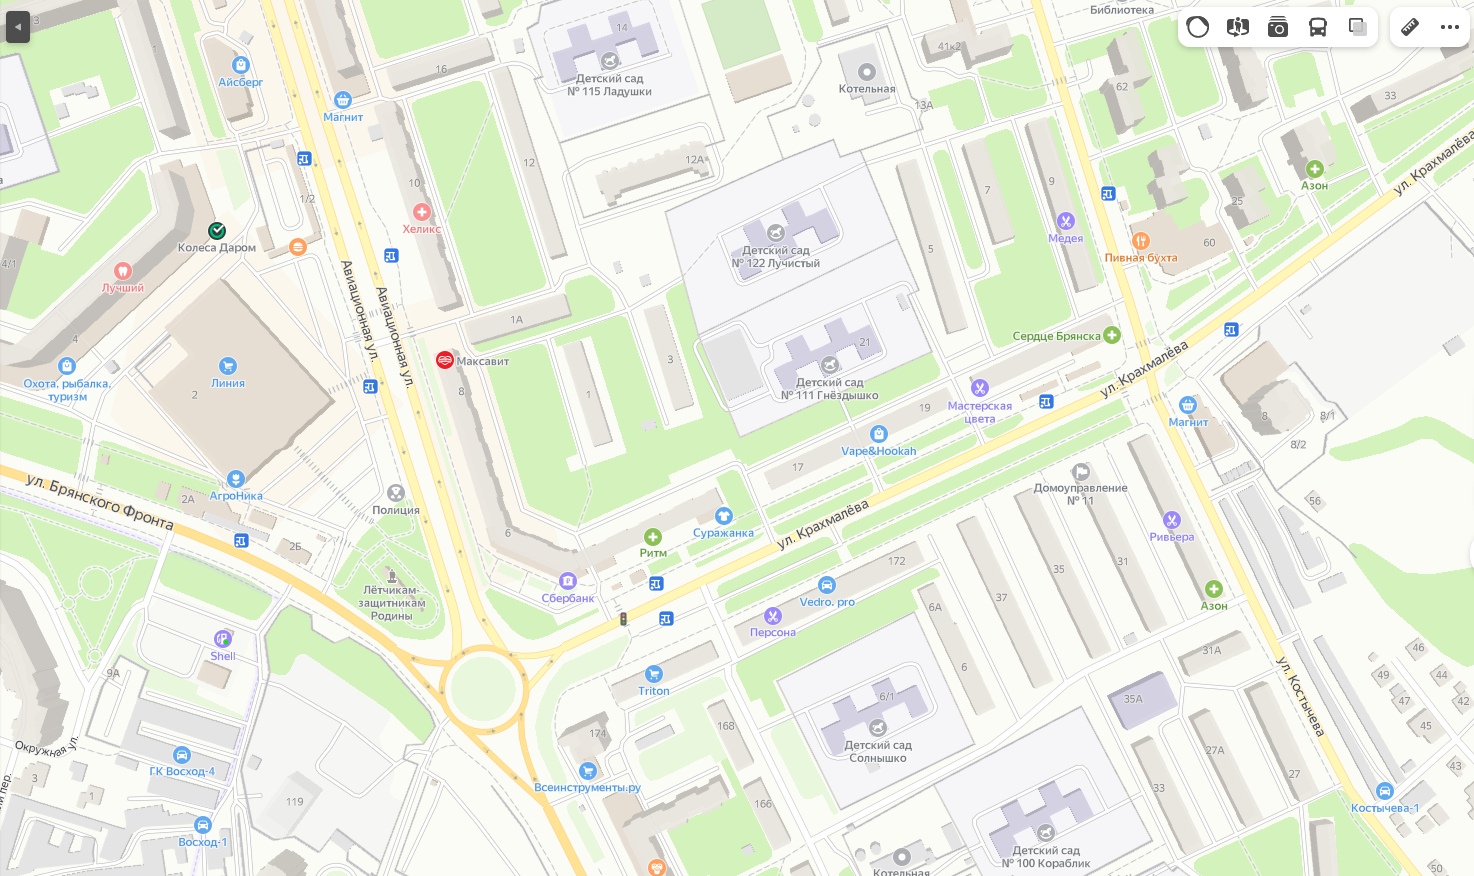 14
Библиотека
3
1
16
Айсберг
Магнит
Детский сад
№ 115 Ладушки
41к2
Котельная
13А
62
33
12
12А
10
1/2
7
9
25
Азон
ул. Крахмалёва
Хеликс
Колеса Даром
Детский сад
№ 122 Лучистый
5
Медея
60
Пивная бухта
4/1
Лучший
Авиационная ул.
Авиационная ул.
4
1А
21
3
Сердце Брянска
Максавит
Охота, рыбалка,
туризм
Линия
2
8
1
Детский сад
№ 111 Гнёздышко
19
Мастерская
цвета
ул. Крахмалёва
Магнит
8
8/1
8/2
Vape&Hookah
17
ул. Брянского Фронта
АгроНика
2А
Полиция
Домоуправление
№ 11
56
6
Суражанка
ул. Крахмалёва
Ритм
Ривьера
2Б
172
35
31
Лётчикам-
защитникам
Родины
Сбербанк
Vedro. pro
37
6А
Азон
Персона
Shell
9А
Triton
6
31А
46
49
44
47
42
45
43
50
6/1
35А
ул. Костычева
168
174
Детский сад
Солнышко
27А
Окружная ул.
ГК Восход-4
3
1
119
Всеинструменты.ру
166
33
27
Костычева-1
Восход-1
Детский сад
№ 100 Кораблик
Котельная